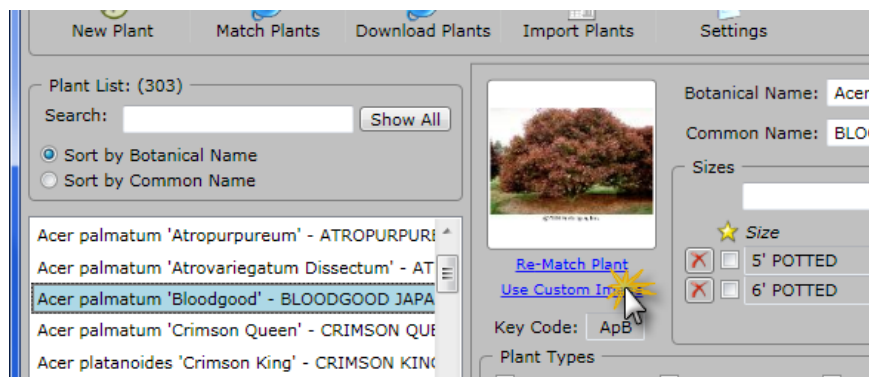 New Plant Match Plants Download Plants Import Plants Settings
Plant List: (303)
Search: Show All
Sort by Botanical Name
Sort by Common Name
Acer palmatum 'Atropurpureum' - ATROPURPURE
Acer palmatum 'Atrovariegatum Dissectum' - AT
Acer palmatum 'Bloodgood' - BLOODGOOD JAPA
Acer palmatum 'Crimson Queen' - CRIMSON QUE
Acer platanoides 'Crimson King' - CRIMSON KING
Re-Match Plant
Use Custom
Key Code: ApB
Plant Types
Botanical Name: Acer
Common Name: BLOO
Sizes
Size
5' POTTED
6' POTTED